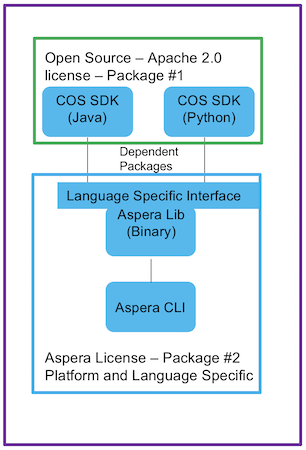 Open Source – Apache 2.0
license – Package #1
COS SDK
(Java)
COS SDK
(Python)
Dependent
Packages
Language Specific Interface
Aspera Lib
(Binary)
Aspera CLI
Aspera License – Package #2
Platform and Language Specific